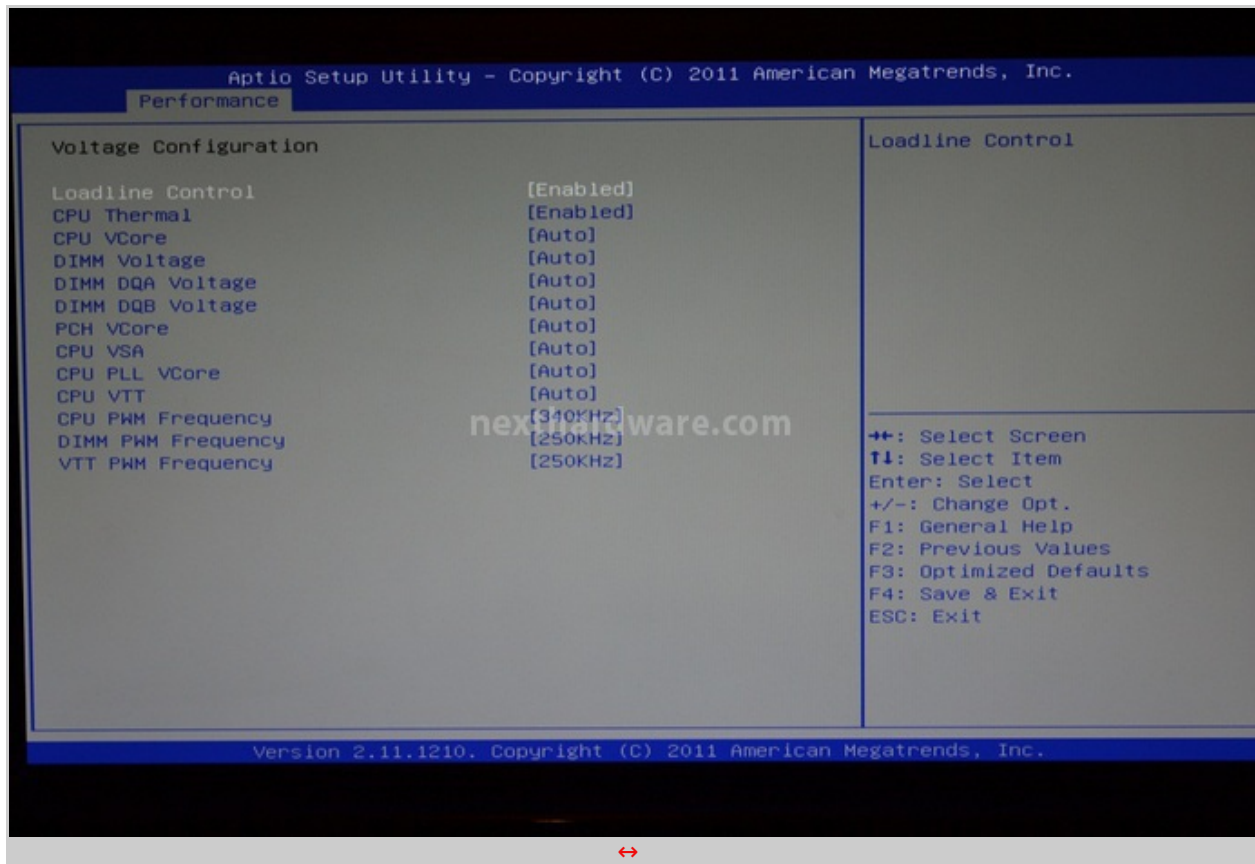 Aptio Setup Utility - Copyright (C) 2011 American Megatrends, Inc.
Performance
Voltage Configuration
Loadline Control [Enabled]
CPU Thermal [Enabled]
CPU VCore [Auto]
DIMM Voltage [Auto]
DIMM DQA Voltage [Auto]
DIMM DQB Voltage [Auto]
PCH VCore [Auto]
CPU VSA [Auto]
CPU PLL VCore [Auto]
CPU VTT [Auto]
CPU PWM Frequency [340KHz]
DIMM PWM Frequency [250KHz]
VTT PWM Frequency [250KHz]
Loadline Control
→←: Select Screen
↑↓: Select Item
Enter: Select
+/-: Change Opt.
F1: General Help
F2: Previous Values
F3: Optimized Defaults
F4: Save & Exit
ESC: Exit
nexthardware.com
Version 2.11.1210. Copyright (C) 2011 American Megatrends, Inc.